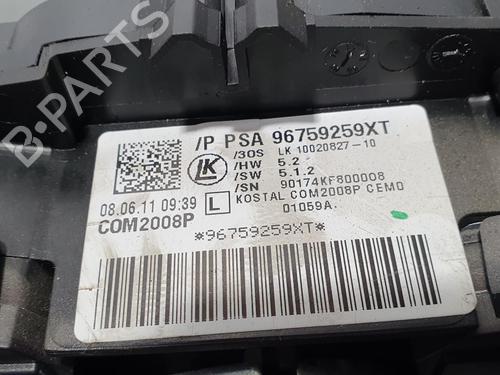 /P PSA 96759259XT
/3OS LK 10020827-10
/HW 5.2
/SW 5.1.2
/SN 90174KF800008
LK
08.06.11 09:39
L KOSTAL COM2008P CEMO
COM2008P
01059A.
*96759259XT*
B-PARTS